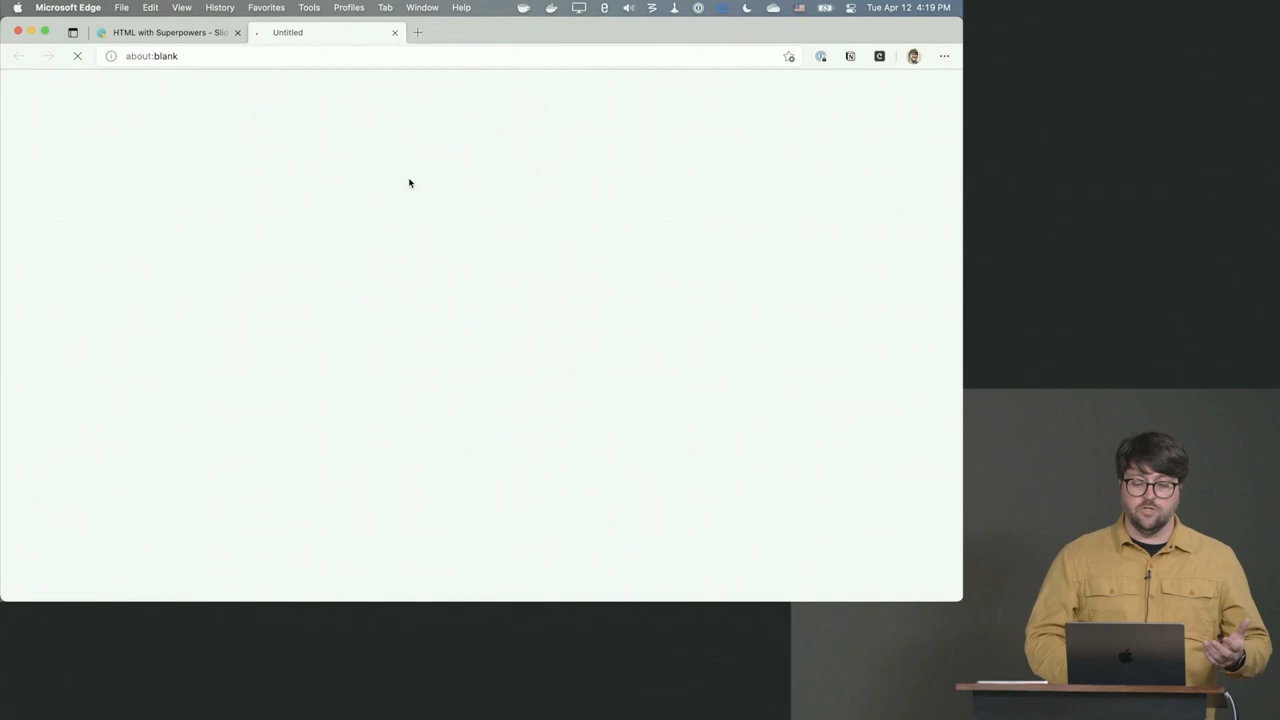 Microsoft Edge File Edit View History Favorites Tools Profiles Tab Window Help Tue Apr 12 4:19 PM
HTML with Superpowers - Slid Untitled
about:blank